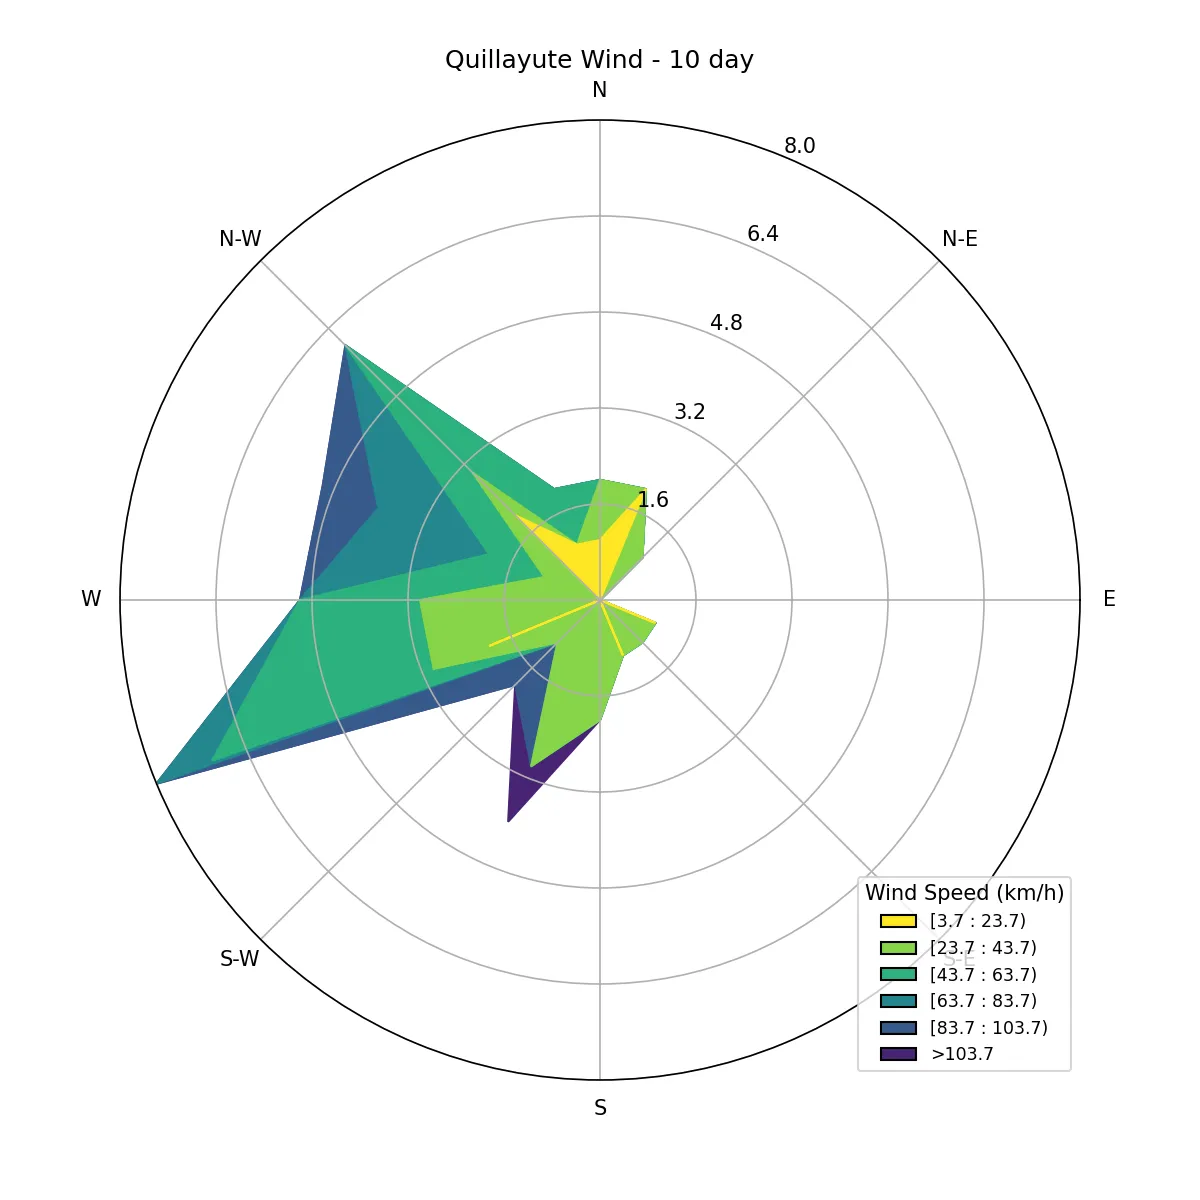 Quillayute Wind - 10 day
N
8.0
6.4
N-W
N-E
4.8
3.2
1.6
W
E
Wind Speed (km/h)
[3.7 : 23.7)
[23.7 : 43.7)
S-W
S-E
[43.7 : 63.7)
[63.7 : 83.7)
[83.7 : 103.7)
>103.7
S